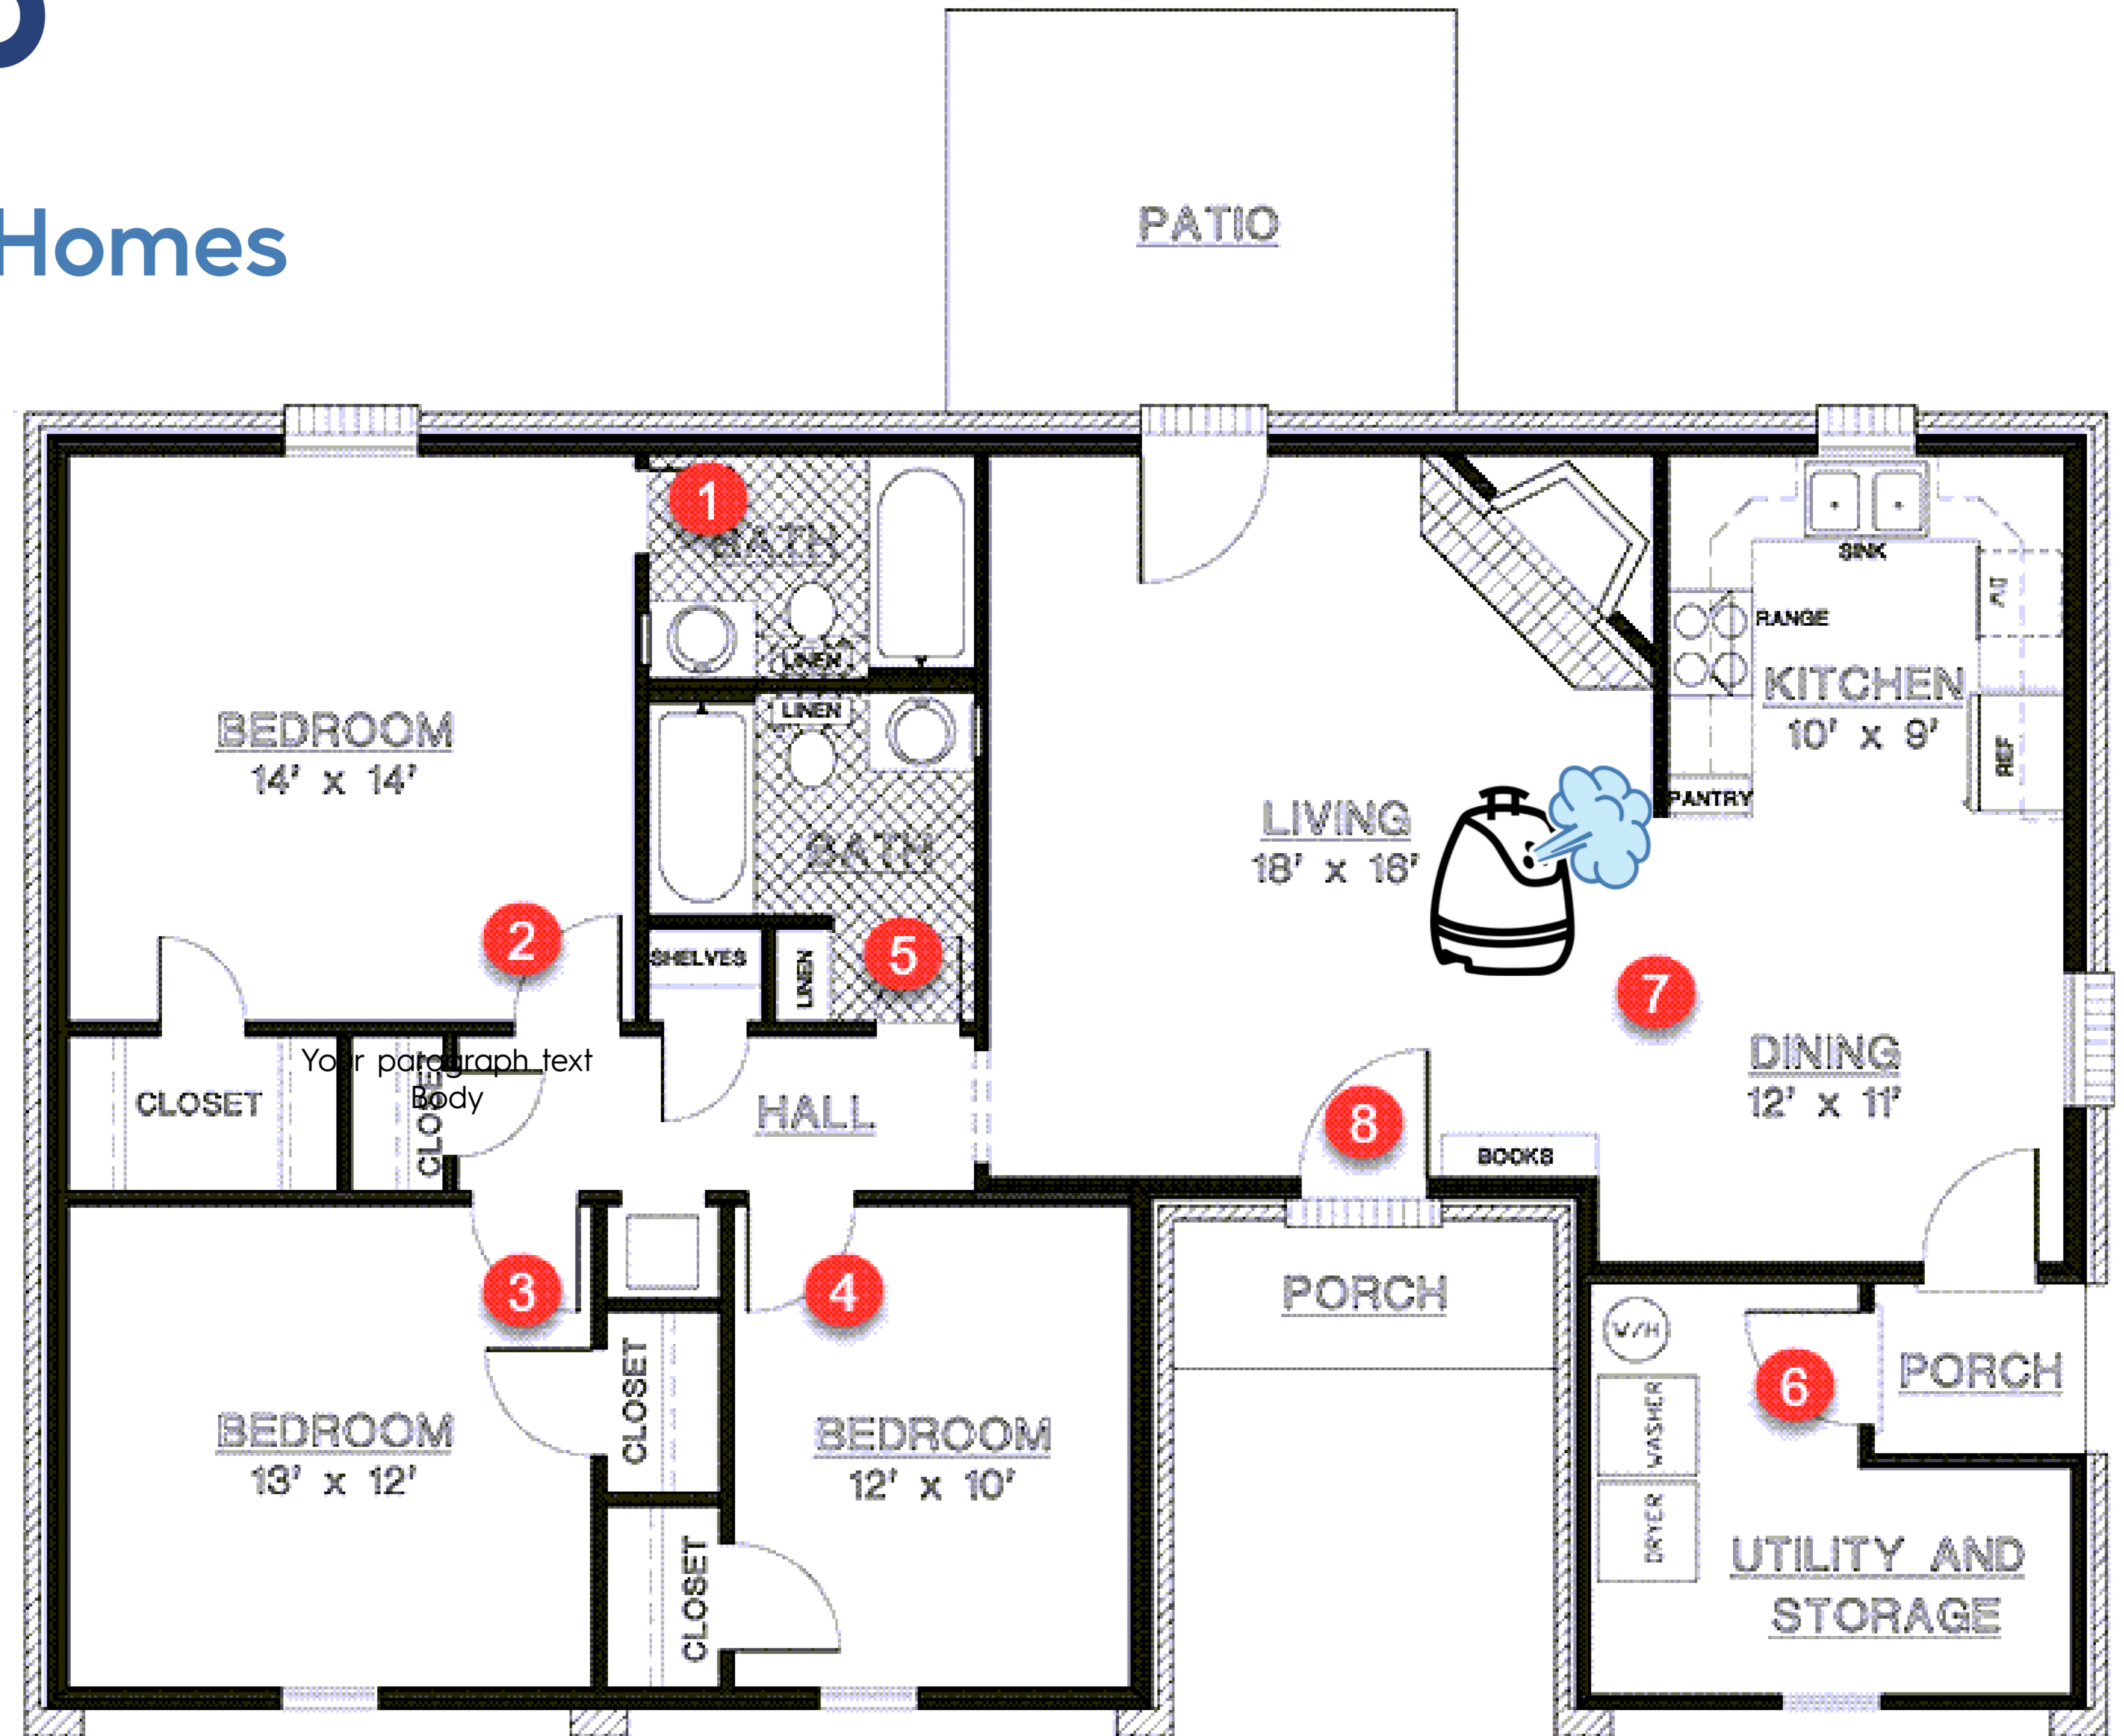 Homes
PATIO
1
BATH
SINK
RANGE
LINEN
KITCHEN
10' x 9'
LINEN
BEDROOM
14' x 14'
REF
PANTRY
LIVING
18' x 16'
BATH
2
5
SHELVES
LINEN
7
Your paragraph text
Body
CLOSET
CLOSET
HALL
DINING
12' x 11'
8
BOOKS
3
4
PORCH
W/H
6
PORCH
WASHER
CLOSET
BEDROOM
13' x 12'
BEDROOM
12' x 10'
DRYER
UTILITY AND
STORAGE
CLOSET